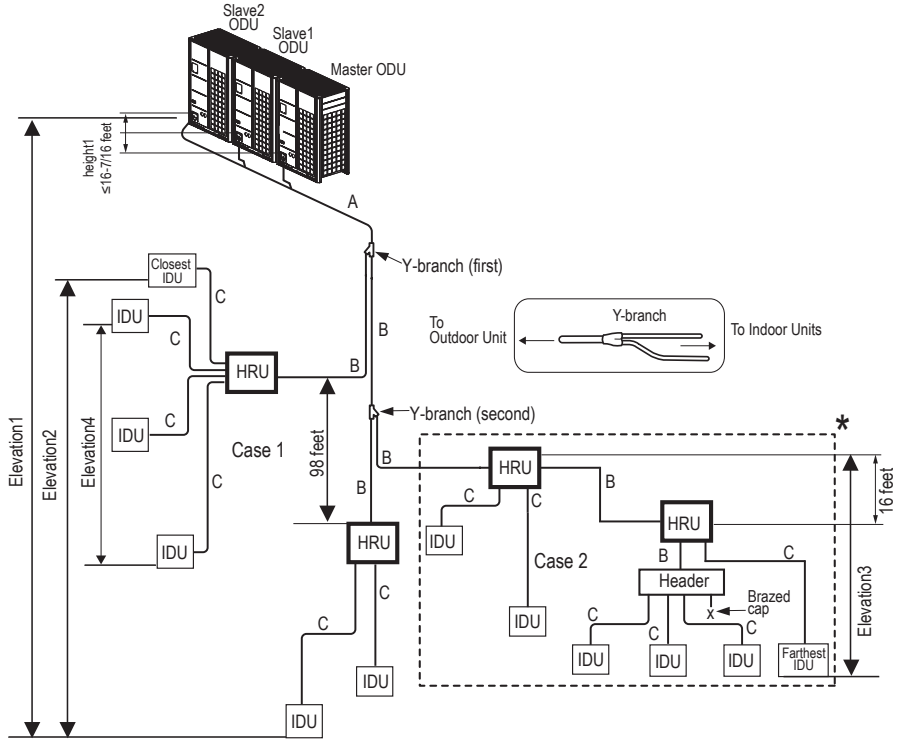 Slave2
ODU
Slave1
ODU
Master ODU
height1
≤16-7/16 feet
A
Y-branch (first)
Closest
IDU
C
IDU
C
B
B
HRU
Y-branch
To
Outdoor Unit
To Indoor Units
Y-branch (second)
*
IDU
C
Case 1
C
98 feet
B
B
HRU
B
16 feet
C
C
IDU
HRU
IDU
HRU
Case 2
B
C
Header
Brazed
cap
x
C
C
C
C
C
IDU
IDU
IDU
IDU
Farthest
IDU
IDU
IDU
Elevation1
Elevation2
Elevation4
Elevation3